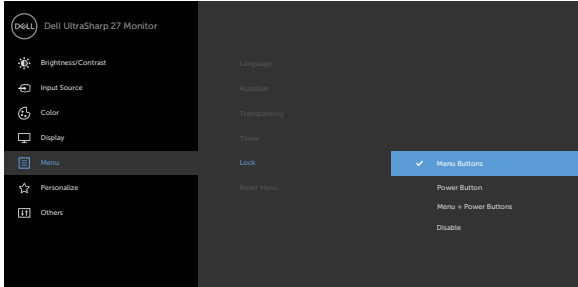 DELL
Dell UltraSharp 27 Monitor
Brightness/Contrast
Input Source
Color
Display
Menu
Personalize
Others
Language
Rotation
Transparency
Timer
Lock
Reset Menu
Menu Buttons
Power Button
Menu + Power Buttons
Disable